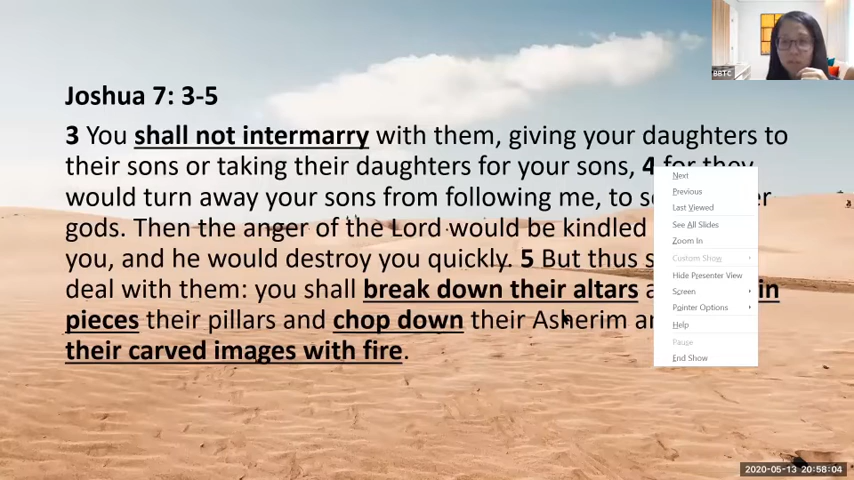 Joshua 7: 3-5
3 You shall not intermarry with them, giving your daughters to
their sons or taking their daughters for your sons, 4 for they
would turn away your sons from following me, to
gods. Then the anger of the Lord would be kindled
you, and he would destroy you quickly. 5 But thus
deal with them: you shall break down their altars in
pieces their pillars and chop down their Asherim
their carved images with fire.
Next
Previous
Last Viewed
See All Slides
Zoom In
Custom Show
Hide Presenter View
Screen
Pointer Options
Help
Pause
End Show
BBTC
2020-05-13 20:58:04